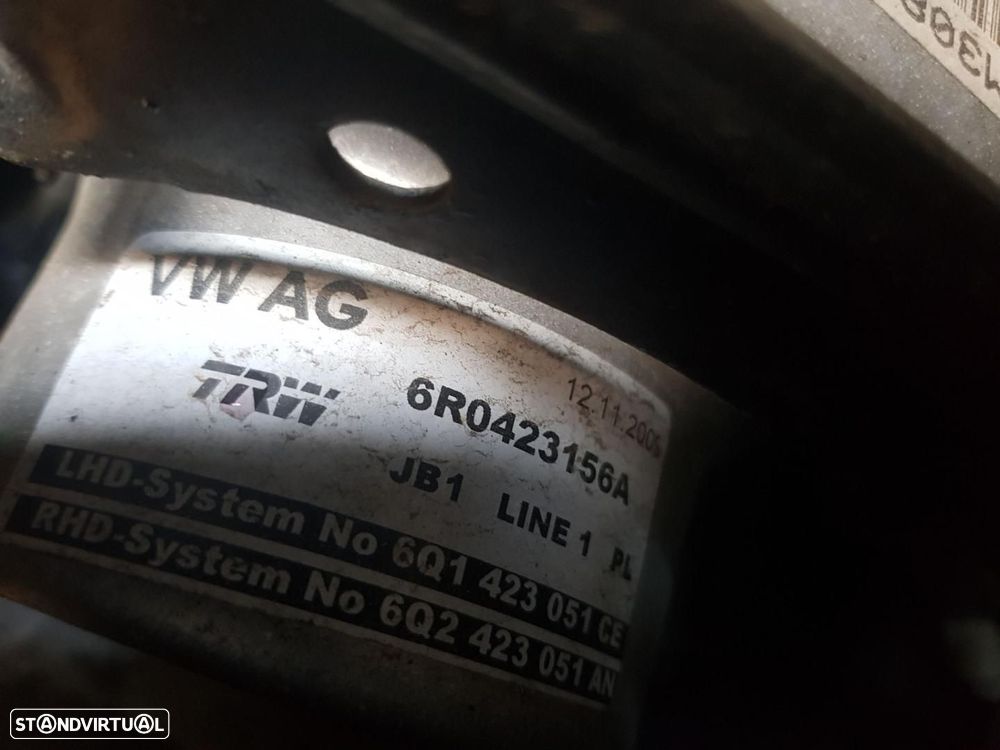 VW AG
TRW 6R0423156A
12.11.2005
JB1 LINE 1 PL
LHD-System No 6Q1 423 051 CE
RHD-System No 6Q2 423 051 AN
STANDVIRTUAL